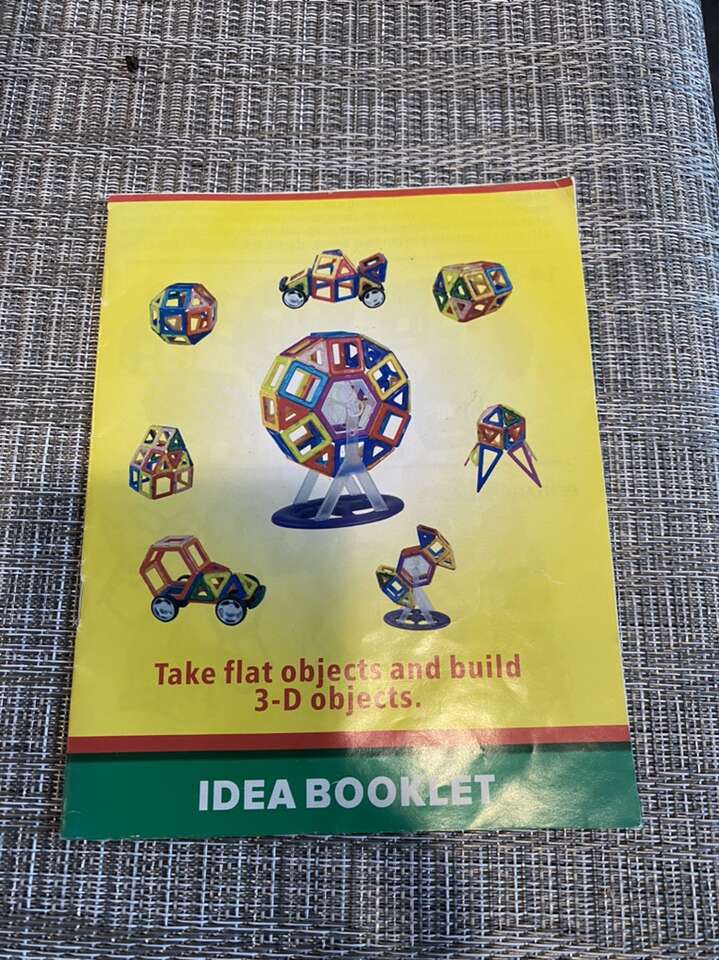 Take flat objects and build
3-D objects.
IDEA BOOKLET